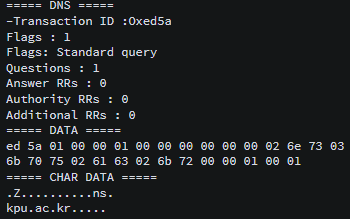 ===== DNS =====
-Transaction ID :0xed5a
Flags : 1
Flags: Standard query
Questions : 1
Answer RRs : 0
Authority RRs : 0
Additional RRs : 0
===== DATA =====
ed 5a 01 00 00 01 00 00 00 00 00 00 02 6e 73 03
6b 70 75 02 61 63 02 6b 72 00 00 01 00 01
===== CHAR DATA =====
.Z..........ns.
kpu.ac.kr.....